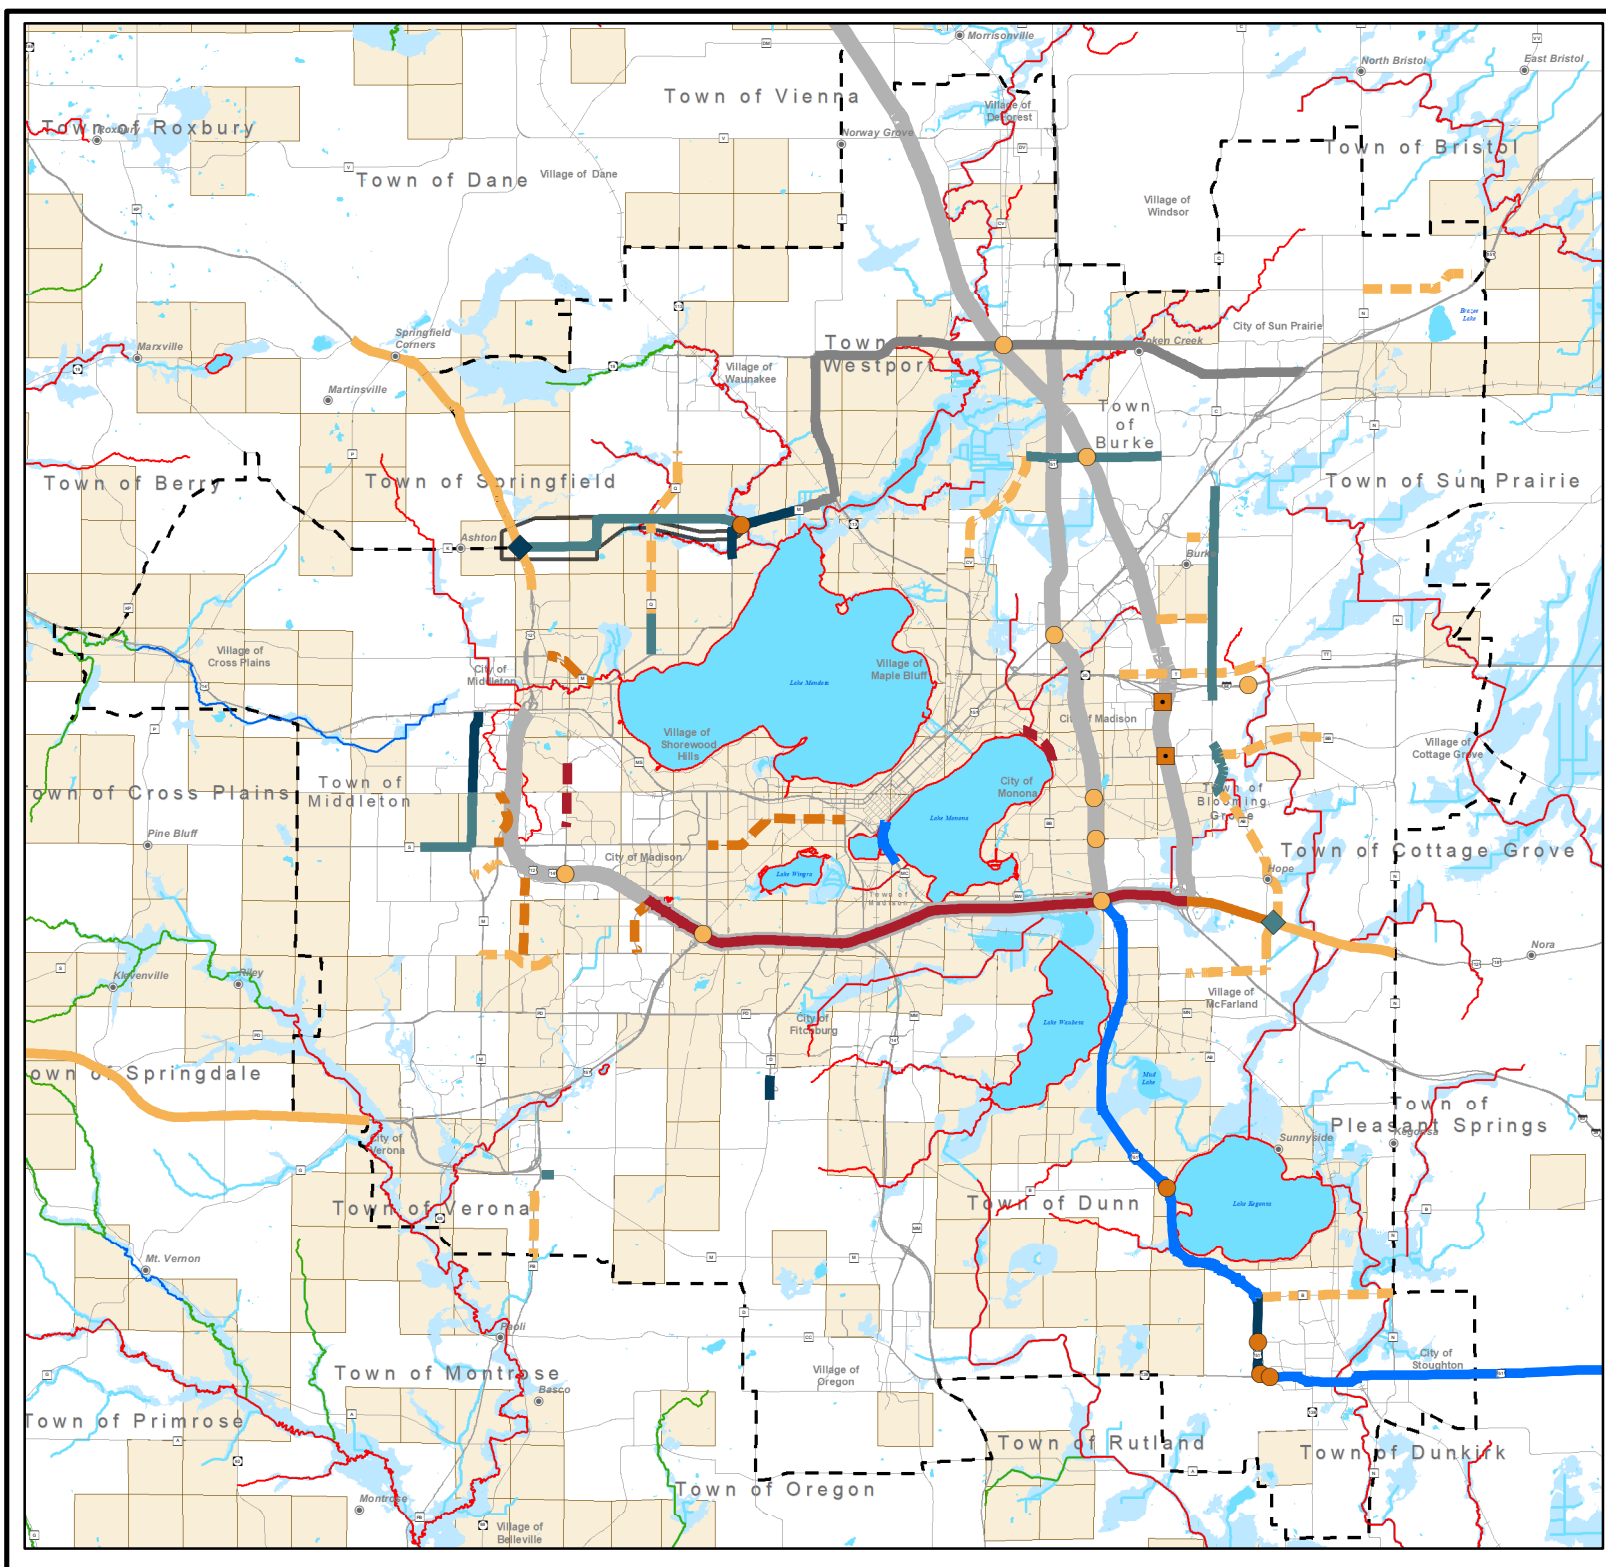 Morrisonville
North Bristol
East Bristol
Town of Vienna
Village of
DeForest
Town of Roxbury
Roxbury
Norway Grove
Town of Bristol
Town of Dane
Village of Dane
Village of
Windsor
Springfield
Corners
Marxville
Martinsville
Village of
Waunakee
Town
Westport
oken Creek
City of Sun Prairie
Brazee
Lake
Town
of
Burke
Town of Berry
Town of Springfield
Town of Sun Prairie
Ashton
Burke
Village of
Cross Plains
City of
Middleton
Lake Mendota
Village of
Maple Bluff
Village of
Shorewood
Hills
City of Madison
Village of
Cottage Grove
Town of Cross Plains
Town of
Middleton
City of
Monona
Lake Monona
Town of
Blooming
Grove
Pine Bluff
City of Madison
Lake Wingra
Town of
Madison
Town of Cottage Grove
Hope
Nora
Klevenville
Riley
City of
Fitchburg
Lake Waubesa
Village of
McFarland
own of Springdale
Mud
Lake
Town of
Pleasant Springs
City of
Verona
Sunnyside
Kegonsa
Town of Verona
Town of Dunn
Lake Kegonsa
Mt. Vernon
Paoli
Town of Montrose
Basco
Village of
Oregon
City of
Stoughton
Town of Primrose
Town of Rutland
Town of Dunkirk
Montrose
Village of
Belleville
Town of Oregon